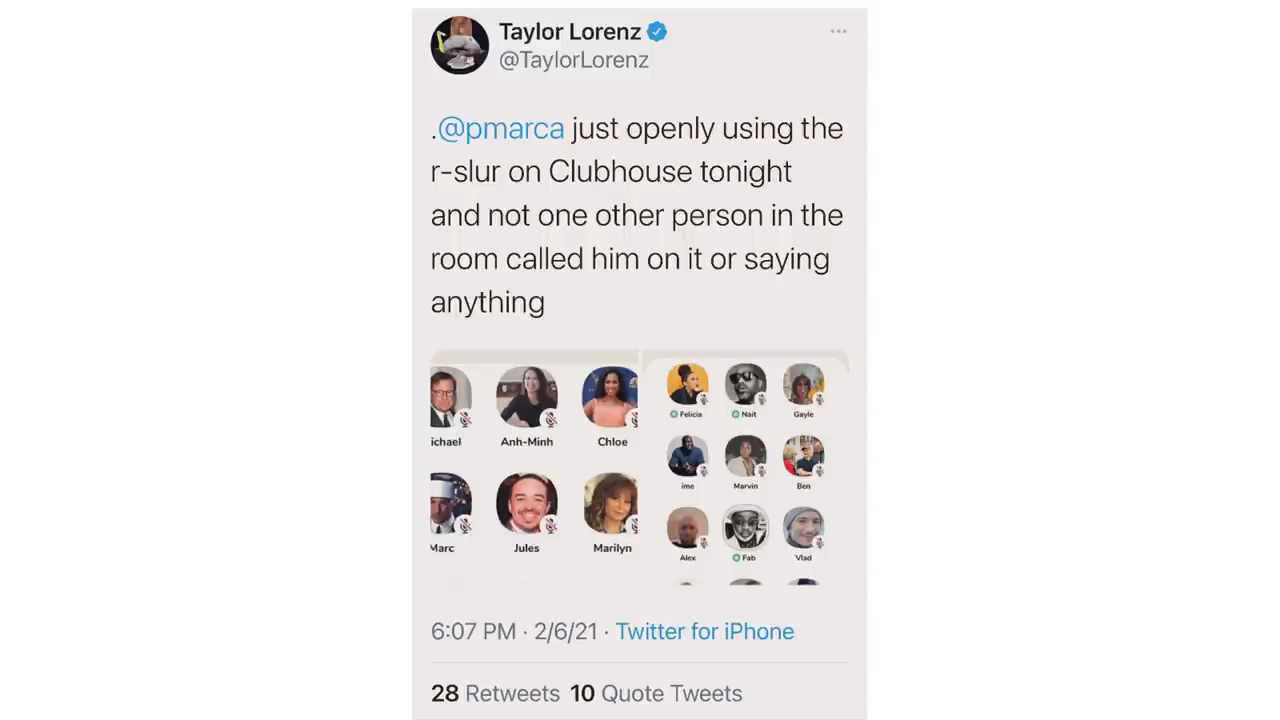 Taylor Lorenz
@TaylorLorenz
.@pmarca just openly using the
r-slur on Clubhouse tonight
and not one other person in the
room called him on it or saying
anything
ichael Anh-Minh Chloe
Marc Jules Marilyn
Felicia Nait Gayle
ime Marvin Ben
Alex Fab Vlad
6:07 PM · 2/6/21 · Twitter for iPhone
28 Retweets 10 Quote Tweets